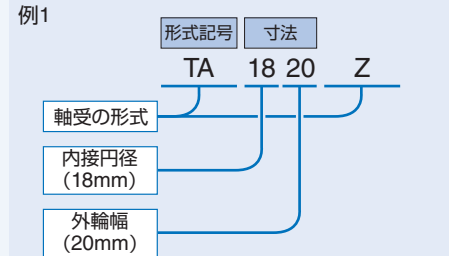 例1
形式記号 寸法
TA 18 20 Z
軸受の形式
内接円径
（18mm）
外輪幅
（20mm）